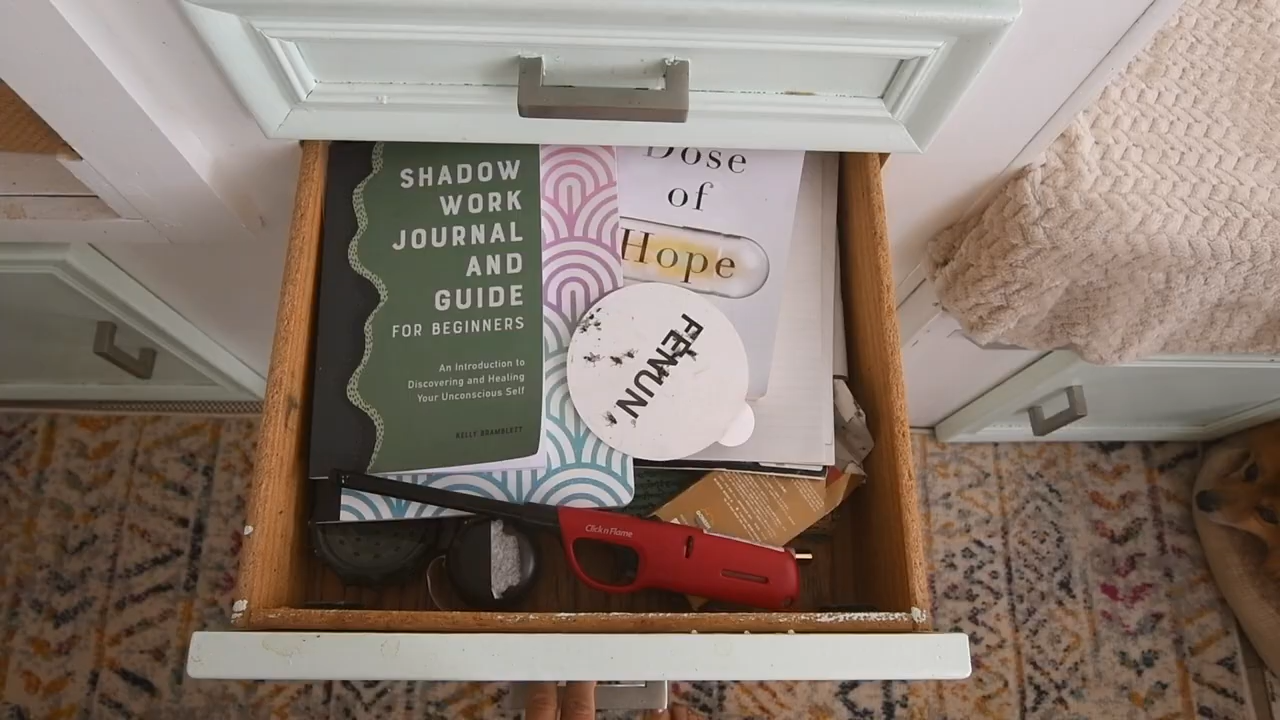 SHADOW
WORK
JOURNAL
AND
GUIDE
FOR BEGINNERS
An Introduction to
Discovering and Healing
Your Unconscious Self
KELLY BRAMBLETT
Dose
of
Hope
FENYUN
Click n Flame